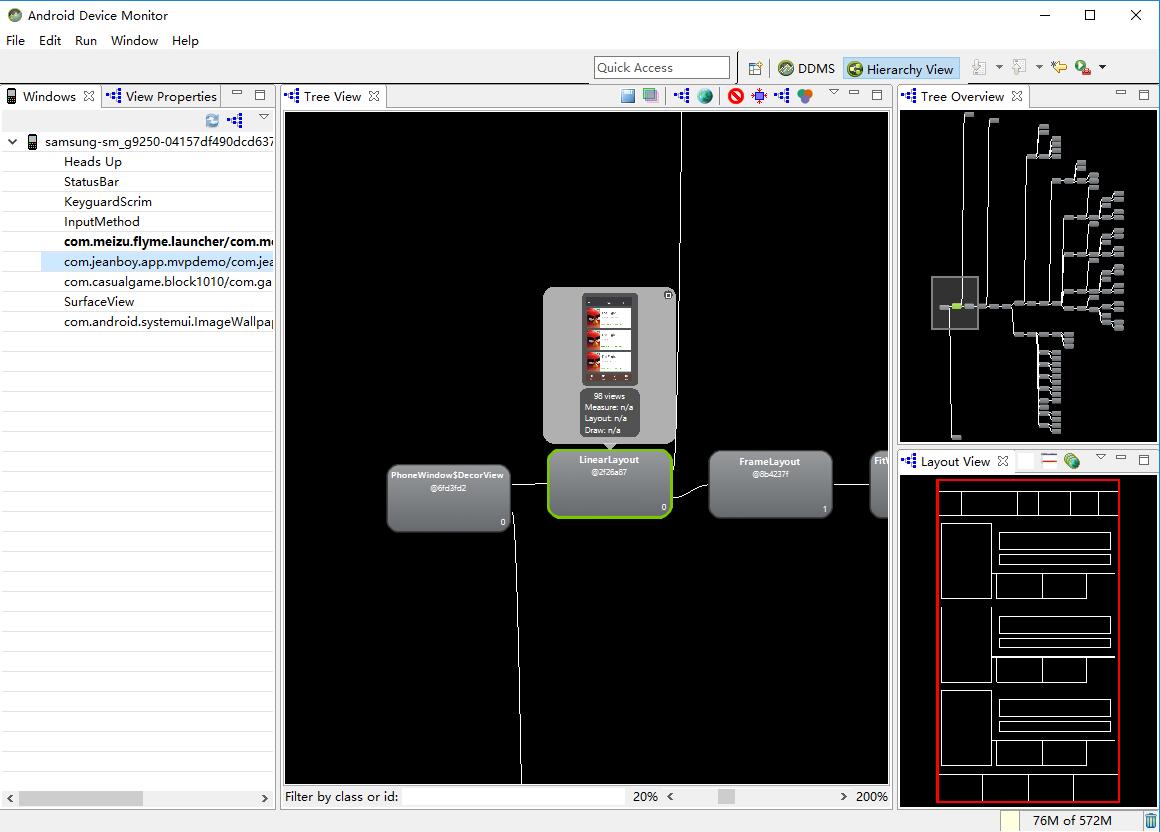 Android Device Monitor
File Edit Run Window Help
Quick Access
DDMS
Hierarchy View
Windows
View Properties
samsung-sm_g9250-04157df490dcd637
Heads Up
StatusBar
KeyguardScrim
InputMethod
com.meizu.flyme.launcher/com.me
com.jeanboy.app.mvpdemo/com.jea
com.casualgame.block1010/com.ga
SurfaceView
com.android.systemui.ImageWallpa
Tree View
98 views
Measure: n/a
Layout: n/a
Draw: n/a
PhoneWindow$DecorView
@6fd3fd2
0
LinearLayout
@2f26a87
0
FrameLayout
@8b4237f
1
Filter by class or id:
20%
200%
Tree Overview
Layout View
76M of 572M